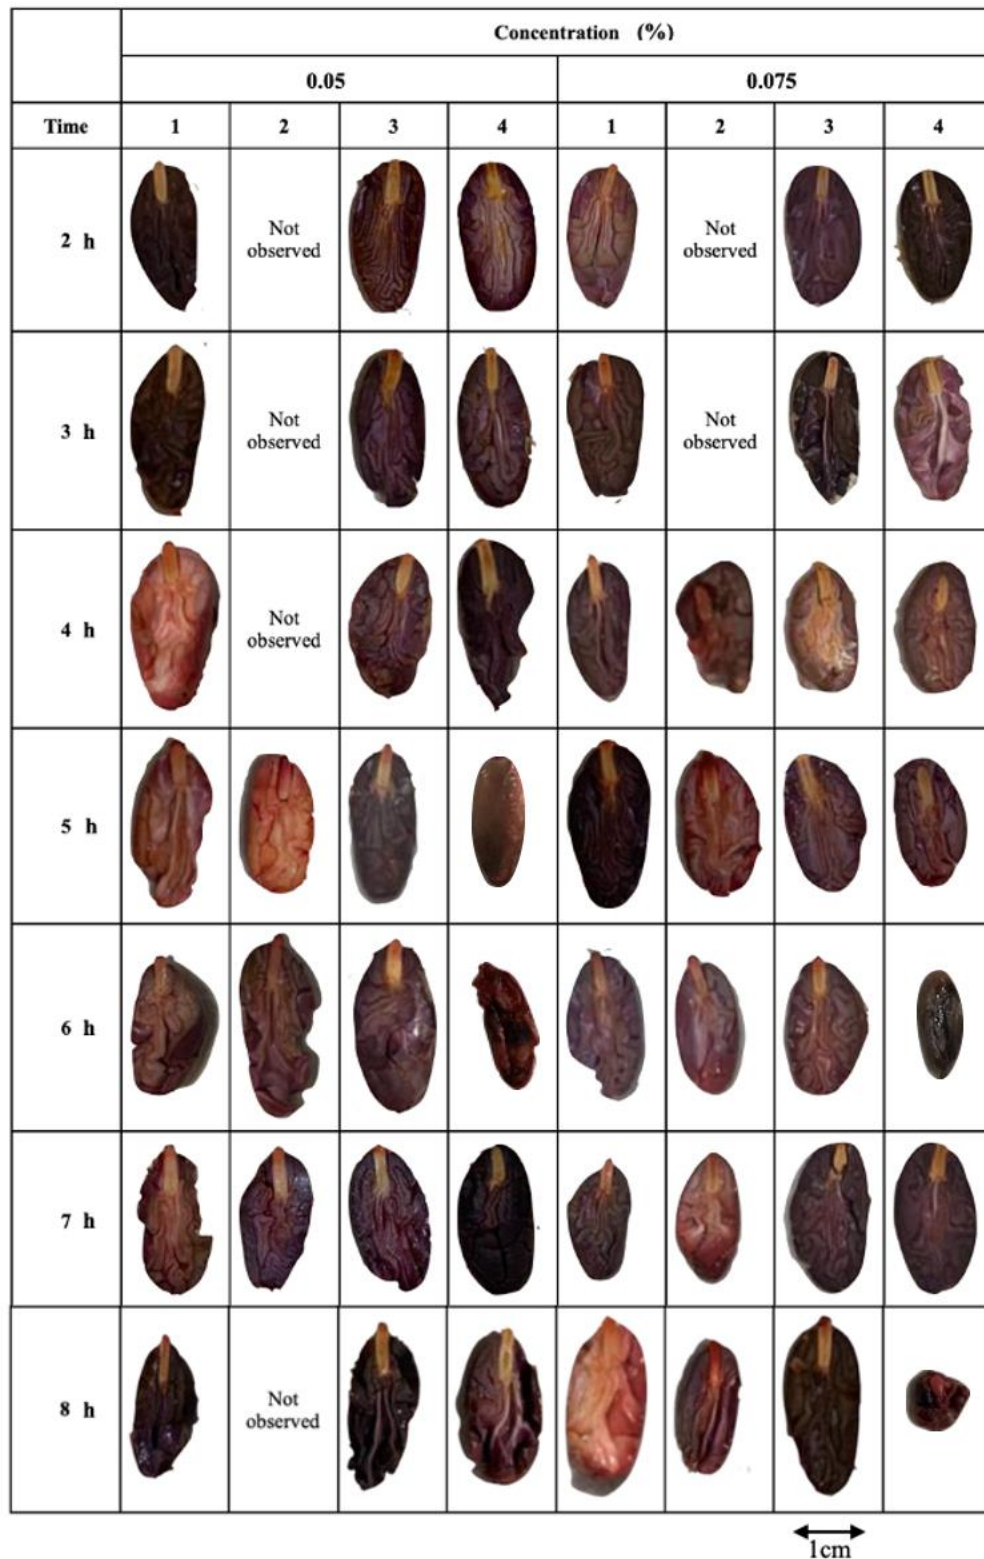 Concentration (%)
0.05 0.075
Time 1 2 3 4 1 2 3 4
2 h Not observed Not observed
3 h Not observed Not observed
4 h Not observed
5 h
6 h
7 h
8 h Not observed
1cm